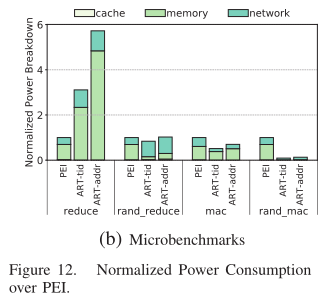 cache memory network
Normalized Power Breakdown
6
4
2
0
PEI ART-tid ART-addr PEI ART-tid ART-addr PEI ART-tid ART-addr PEI ART-tid ART-addr
reduce rand_reduce mac rand_mac
(b) Microbenchmarks
Figure 12. Normalized Power Consumption
over PEI.